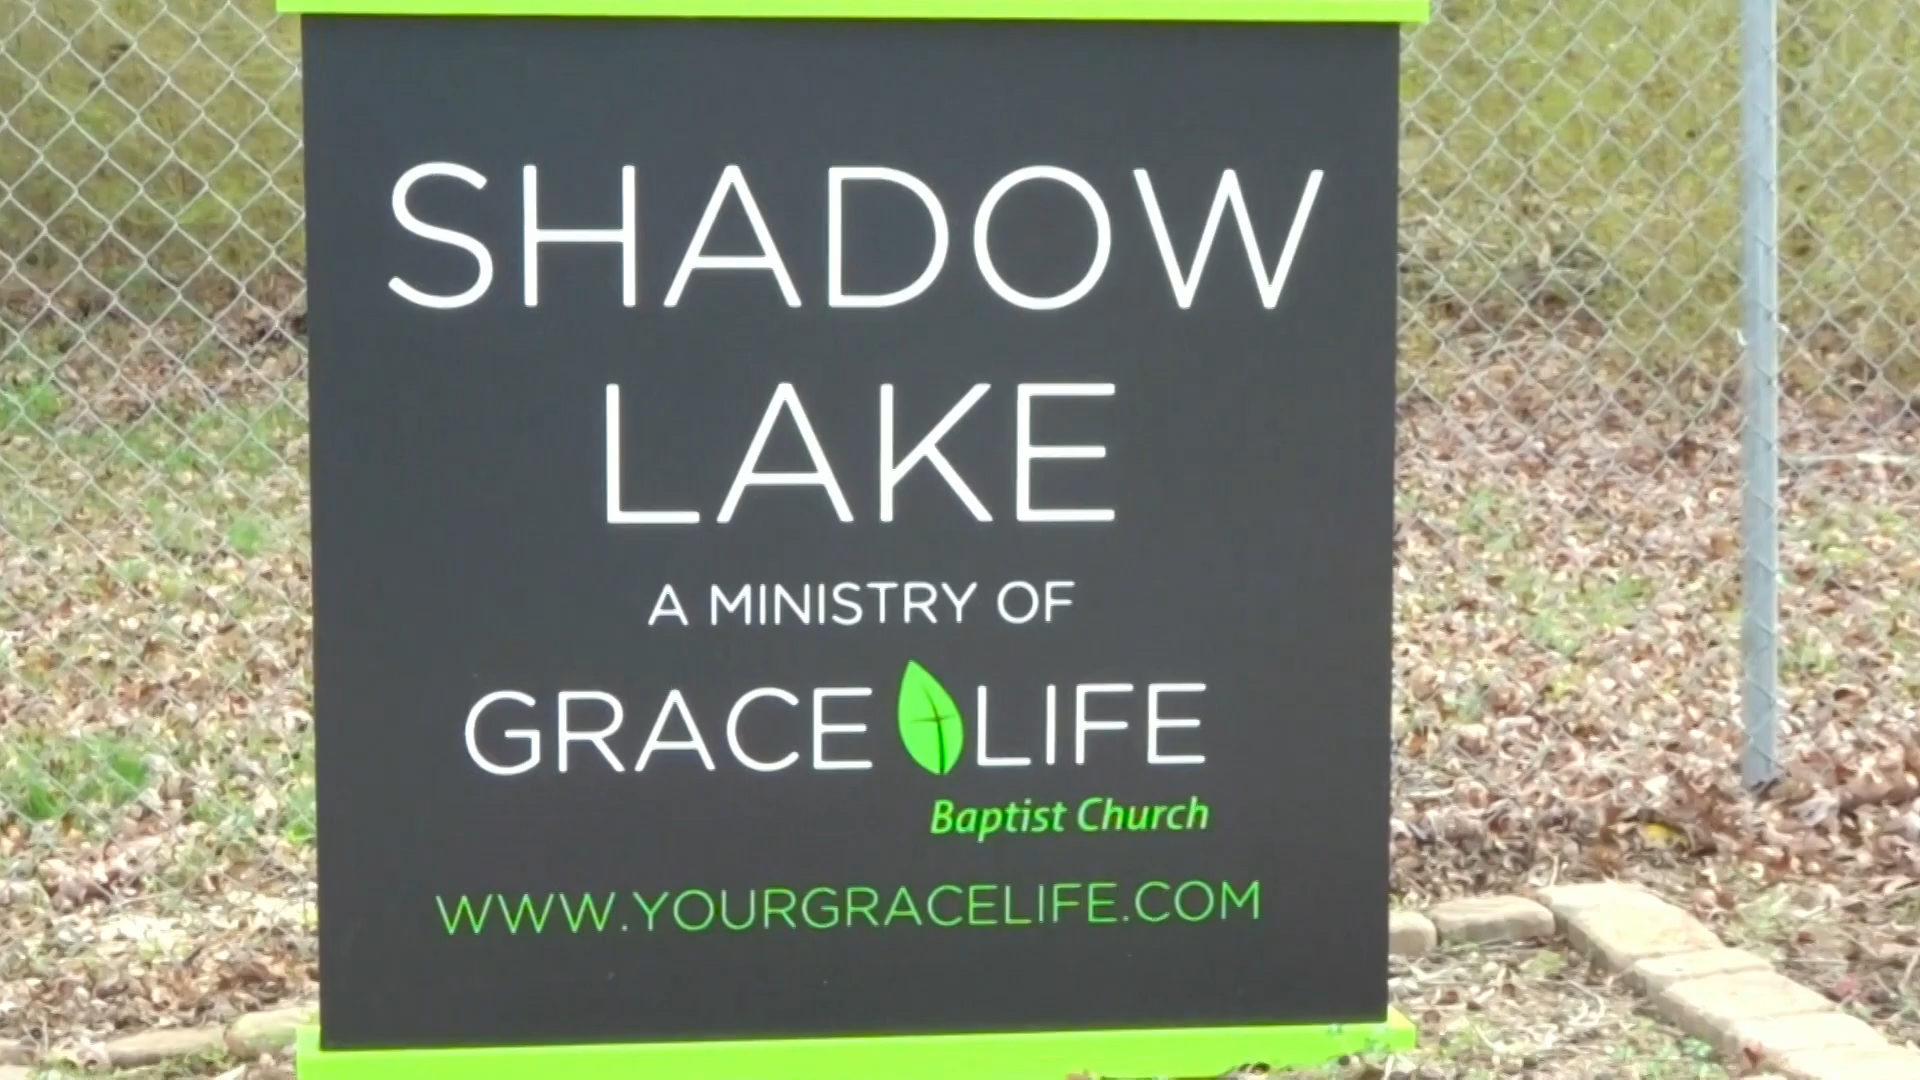 SHADOW
LAKE
A MINISTRY OF
GRACE LIFE
Baptist Church
WWW.YOURGRACELIFE.COM